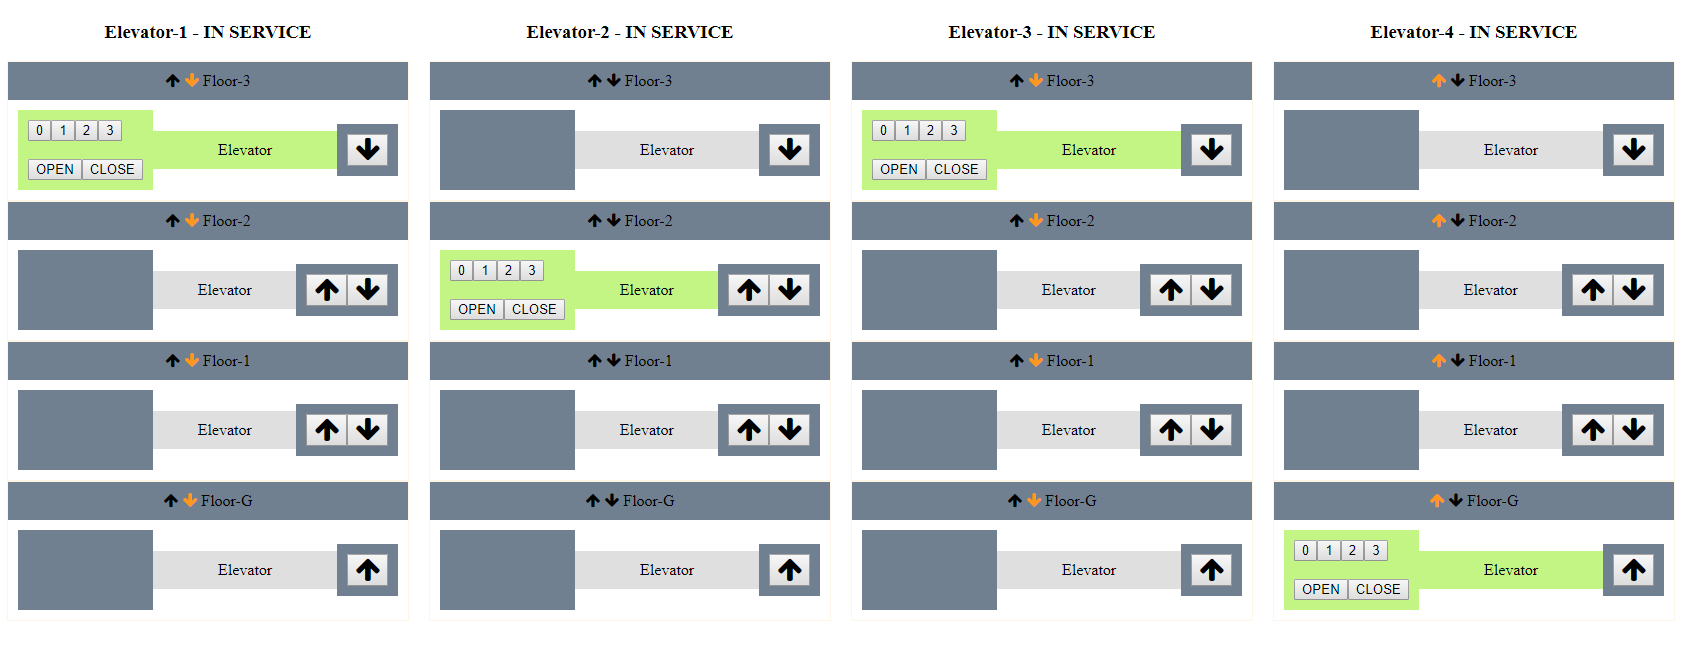 Elevator-1 - IN SERVICE
Floor-3
0 1 2 3
Elevator
OPEN CLOSE
Floor-2
Elevator
Floor-1
Elevator
Floor-G
Elevator
Elevator-2 - IN SERVICE
Floor-3
Elevator
Floor-2
0 1 2 3
Elevator
OPEN CLOSE
Floor-1
Elevator
Floor-G
Elevator
Elevator-3 - IN SERVICE
Floor-3
0 1 2 3
Elevator
OPEN CLOSE
Floor-2
Elevator
Floor-1
Elevator
Floor-G
Elevator
Elevator-4 - IN SERVICE
Floor-3
Elevator
Floor-2
Elevator
Floor-1
Elevator
Floor-G
0 1 2 3
Elevator
OPEN CLOSE